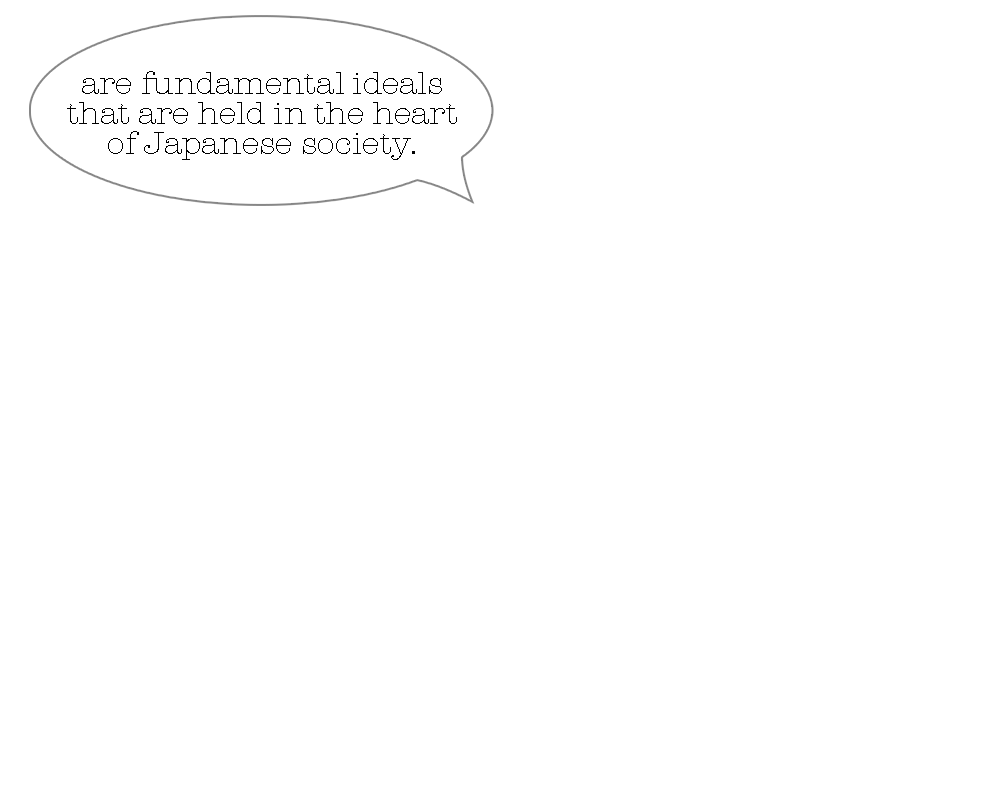 are fundamental ideals
that are held in the heart
of Japanese society.